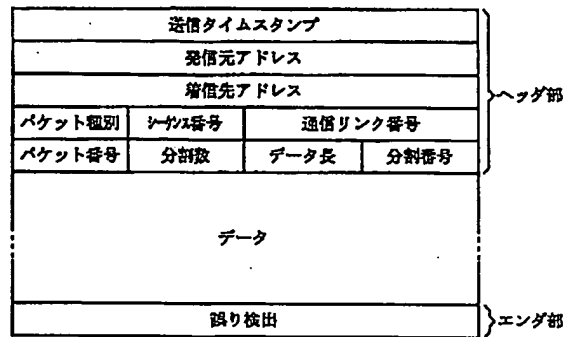 送信タイムスタンプ
発信元アドレス
着信先アドレス
ヘッダ部
パケット種別 シーケンス番号 通信リンク番号
パケット番号 分割数 データ長 分割番号
データ
誤り検出 エンダ部